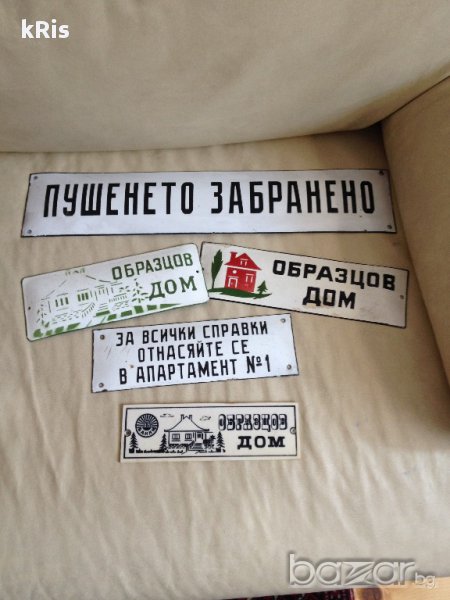 kRis
ПУШЕНЕТО ЗАБРАНЕНО
ОБРАЗЦОВ
ДОМ
ОБРАЗЦОВ
ДОМ
ЗА ВСИЧКИ СПРАВКИ
ОТНАСЯЙТЕ СЕ
В АПАРТАМЕНТ №1
ОБРАЗЦОВ
ДОМ
bazar.bg